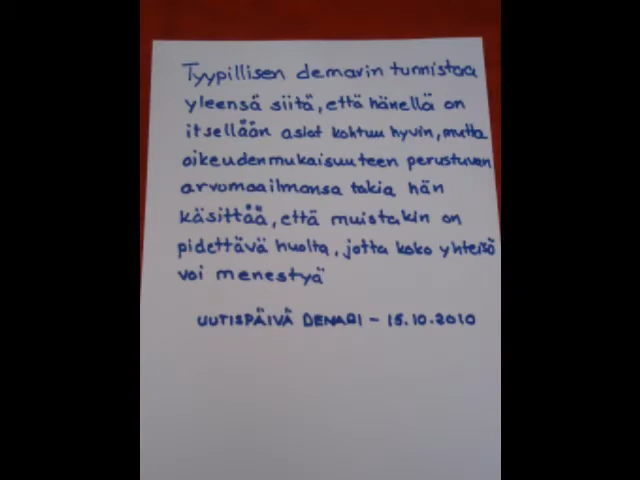 Tyypillisen demarin tunnistaa
yleensä siitä, että hänellä on
itsellään asiat kohtuu hyvin, mutta
oikeudenmukaisuuteen perustuvan
arvomaailmansa takia hän
käsittää, että muistakin on
pidettävä huolta, jotta koko yhteisö
voi menestyä
UUTISPÄIVÄ DEMARI - 15.10.2010